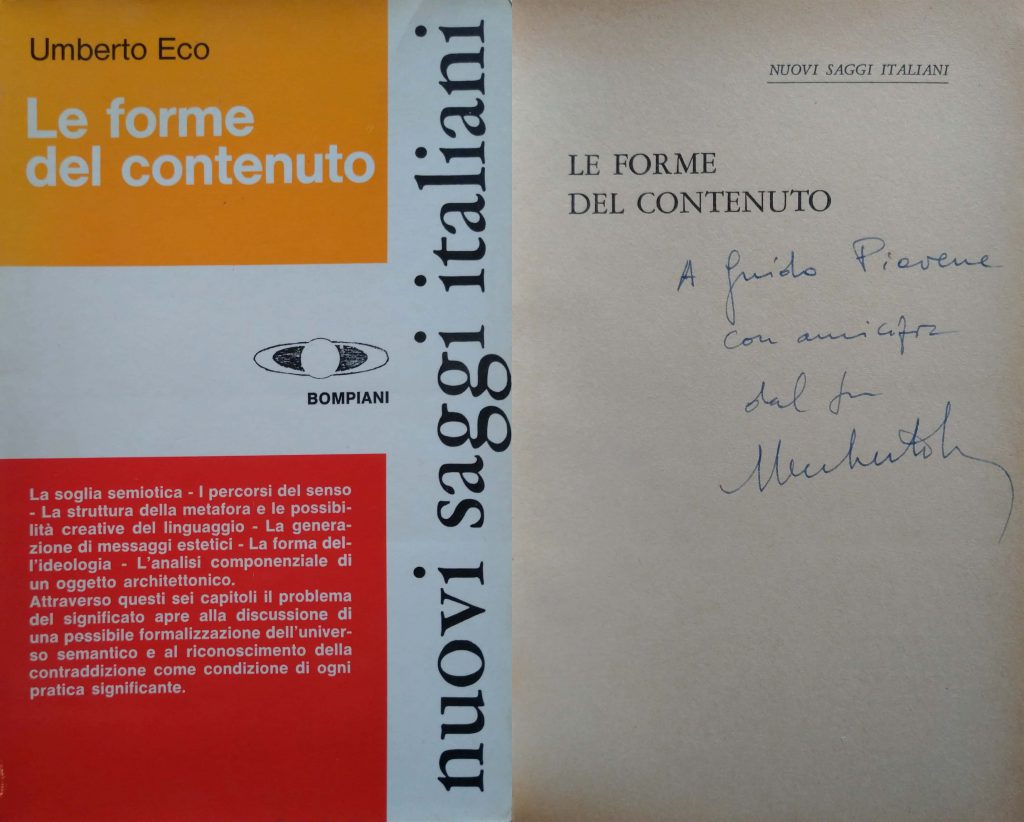 Umberto Eco
Le forme
del contenuto
BOMPIANI
La soglia semiotica - I percorsi del senso
- La struttura della metafora e le possibi-
lità creative del linguaggio - La genera-
zione di messaggi estetici - La forma del-
l'ideologia - L'analisi componenziale di
un oggetto architettonico.
Attraverso questi sei capitoli il problema
del significato apre alla discussione di
una possibile formalizzazione dell'univer-
so semantico e al riconoscimento della
contraddizione come condizione di ogni
pratica significante.
nuovi saggi italiani
NUOVI SAGGI ITALIANI
LE FORME
DEL CONTENUTO
A Guido Piovene
con amicizia
dal